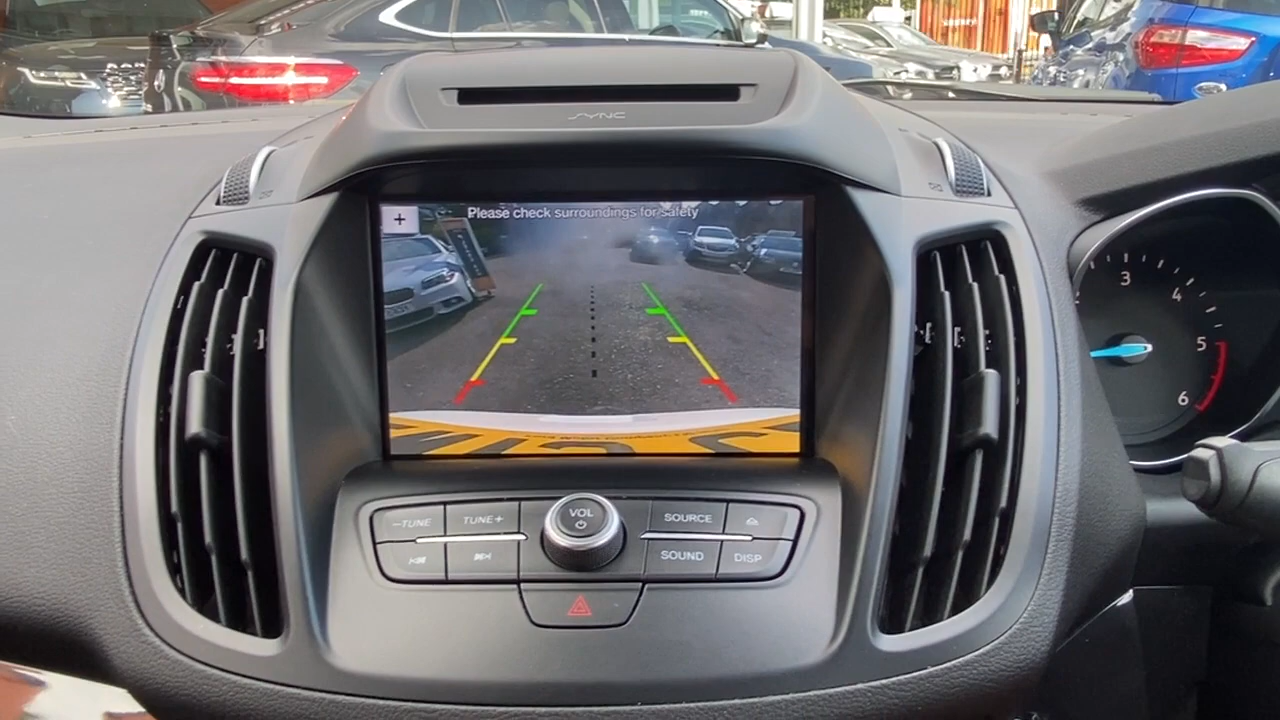 SYNC
+ Please check surroundings for safety
3
4
5
6
–TUNE TUNE+ VOL SOURCE
SOUND DISP